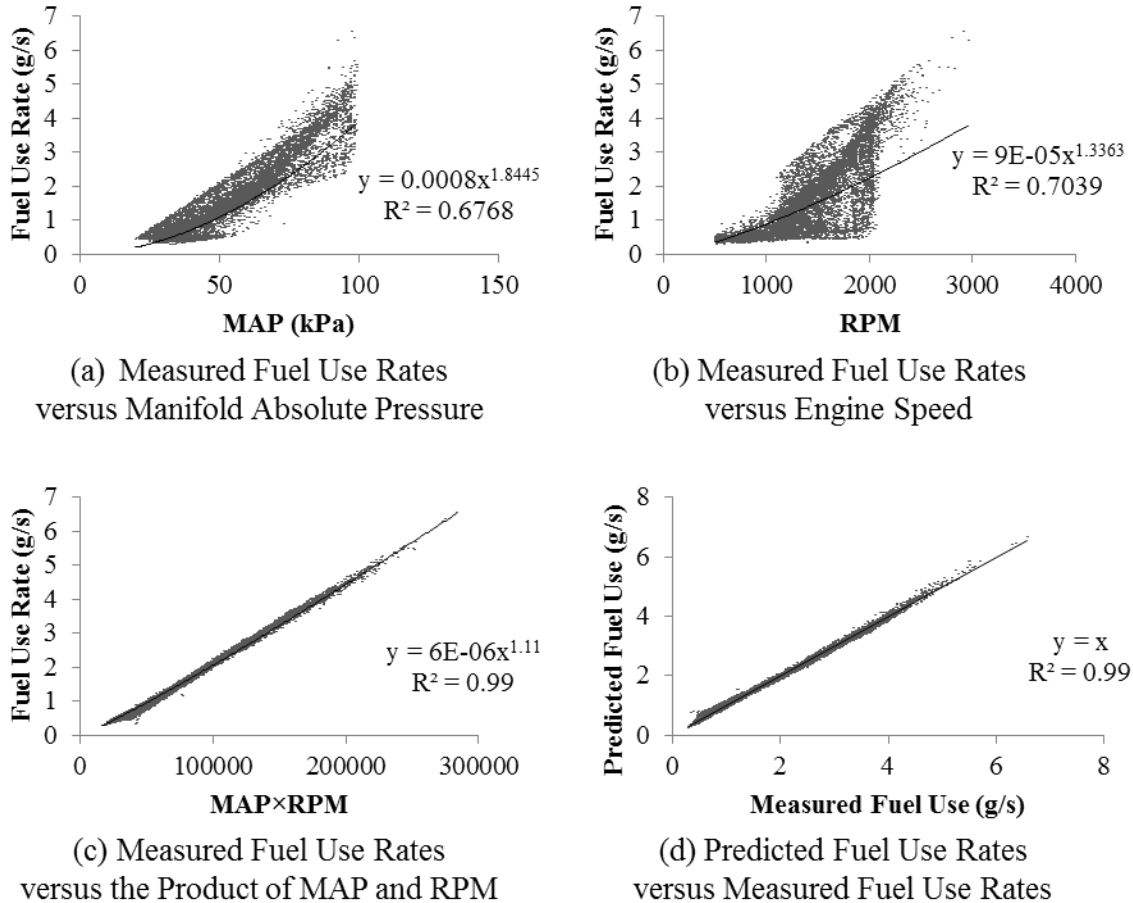 Fuel Use Rate (g/s)
7
6
5
4
3
2
1
0
0 50 100 150
y = 0.0008x^1.8445
R² = 0.6768
MAP (kPa)
(a) Measured Fuel Use Rates
versus Manifold Absolute Pressure
Fuel Use Rate (g/s)
7
6
5
4
3
2
1
0
0 1000 2000 3000 4000
y = 9E-05x^1.3363
R² = 0.7039
RPM
(b) Measured Fuel Use Rates
versus Engine Speed
Fuel Use Rate (g/s)
7
6
5
4
3
2
1
0
0 100000 200000 300000
y = 6E-06x^1.11
R² = 0.99
MAP×RPM
(c) Measured Fuel Use Rates
versus the Product of MAP and RPM
Predicted Fuel Use (g/s)
8
6
4
2
0
0 2 4 6 8
y = x
R² = 0.99
Measured Fuel Use (g/s)
(d) Predicted Fuel Use Rates
versus Measured Fuel Use Rates